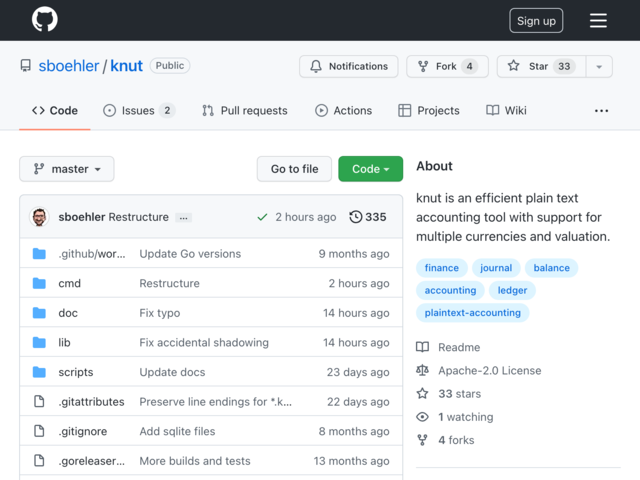 Sign up
sboehler / knut Public
Notifications
Fork 4
Star 33
Code
Issues 2
Pull requests
Actions
Projects
Wiki
master
Go to file
Code
sboehler Restructure ... 2 hours ago 335
.github/wor... Update Go versions 9 months ago
cmd Restructure 2 hours ago
doc Fix typo 14 hours ago
lib Fix accidental shadowing 14 hours ago
scripts Update docs 23 days ago
.gitattributes Preserve line endings for *.k... 22 days ago
.gitignore Add sqlite files 8 months ago
.goreleaser... More builds and tests 13 months ago
About
knut is an efficient plain text
accounting tool with support for
multiple currencies and valuation.
finance journal balance
accounting ledger
plaintext-accounting
Readme
Apache-2.0 License
33 stars
1 watching
4 forks